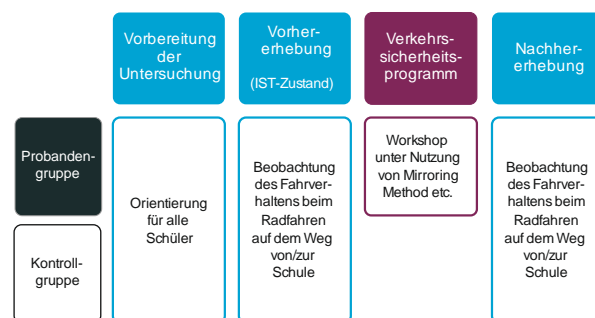 Vorbereitung
der
Untersuchung
Vorher-
erhebung
(IST-Zustand)
Verkehrs-
sicherheits-
programm
Nachher-
erhebung
Probanden-
gruppe
Kontroll-
gruppe
Orientierung
für alle
Schüler
Beobachtung
des Fahrver-
haltens beim
Radfahren
auf dem Weg
von/zur
Schule
Workshop
unter Nutzung
von Mirroring
Method etc.
Beobachtung
des Fahrver-
haltens beim
Radfahren
auf dem Weg
von/zur
Schule